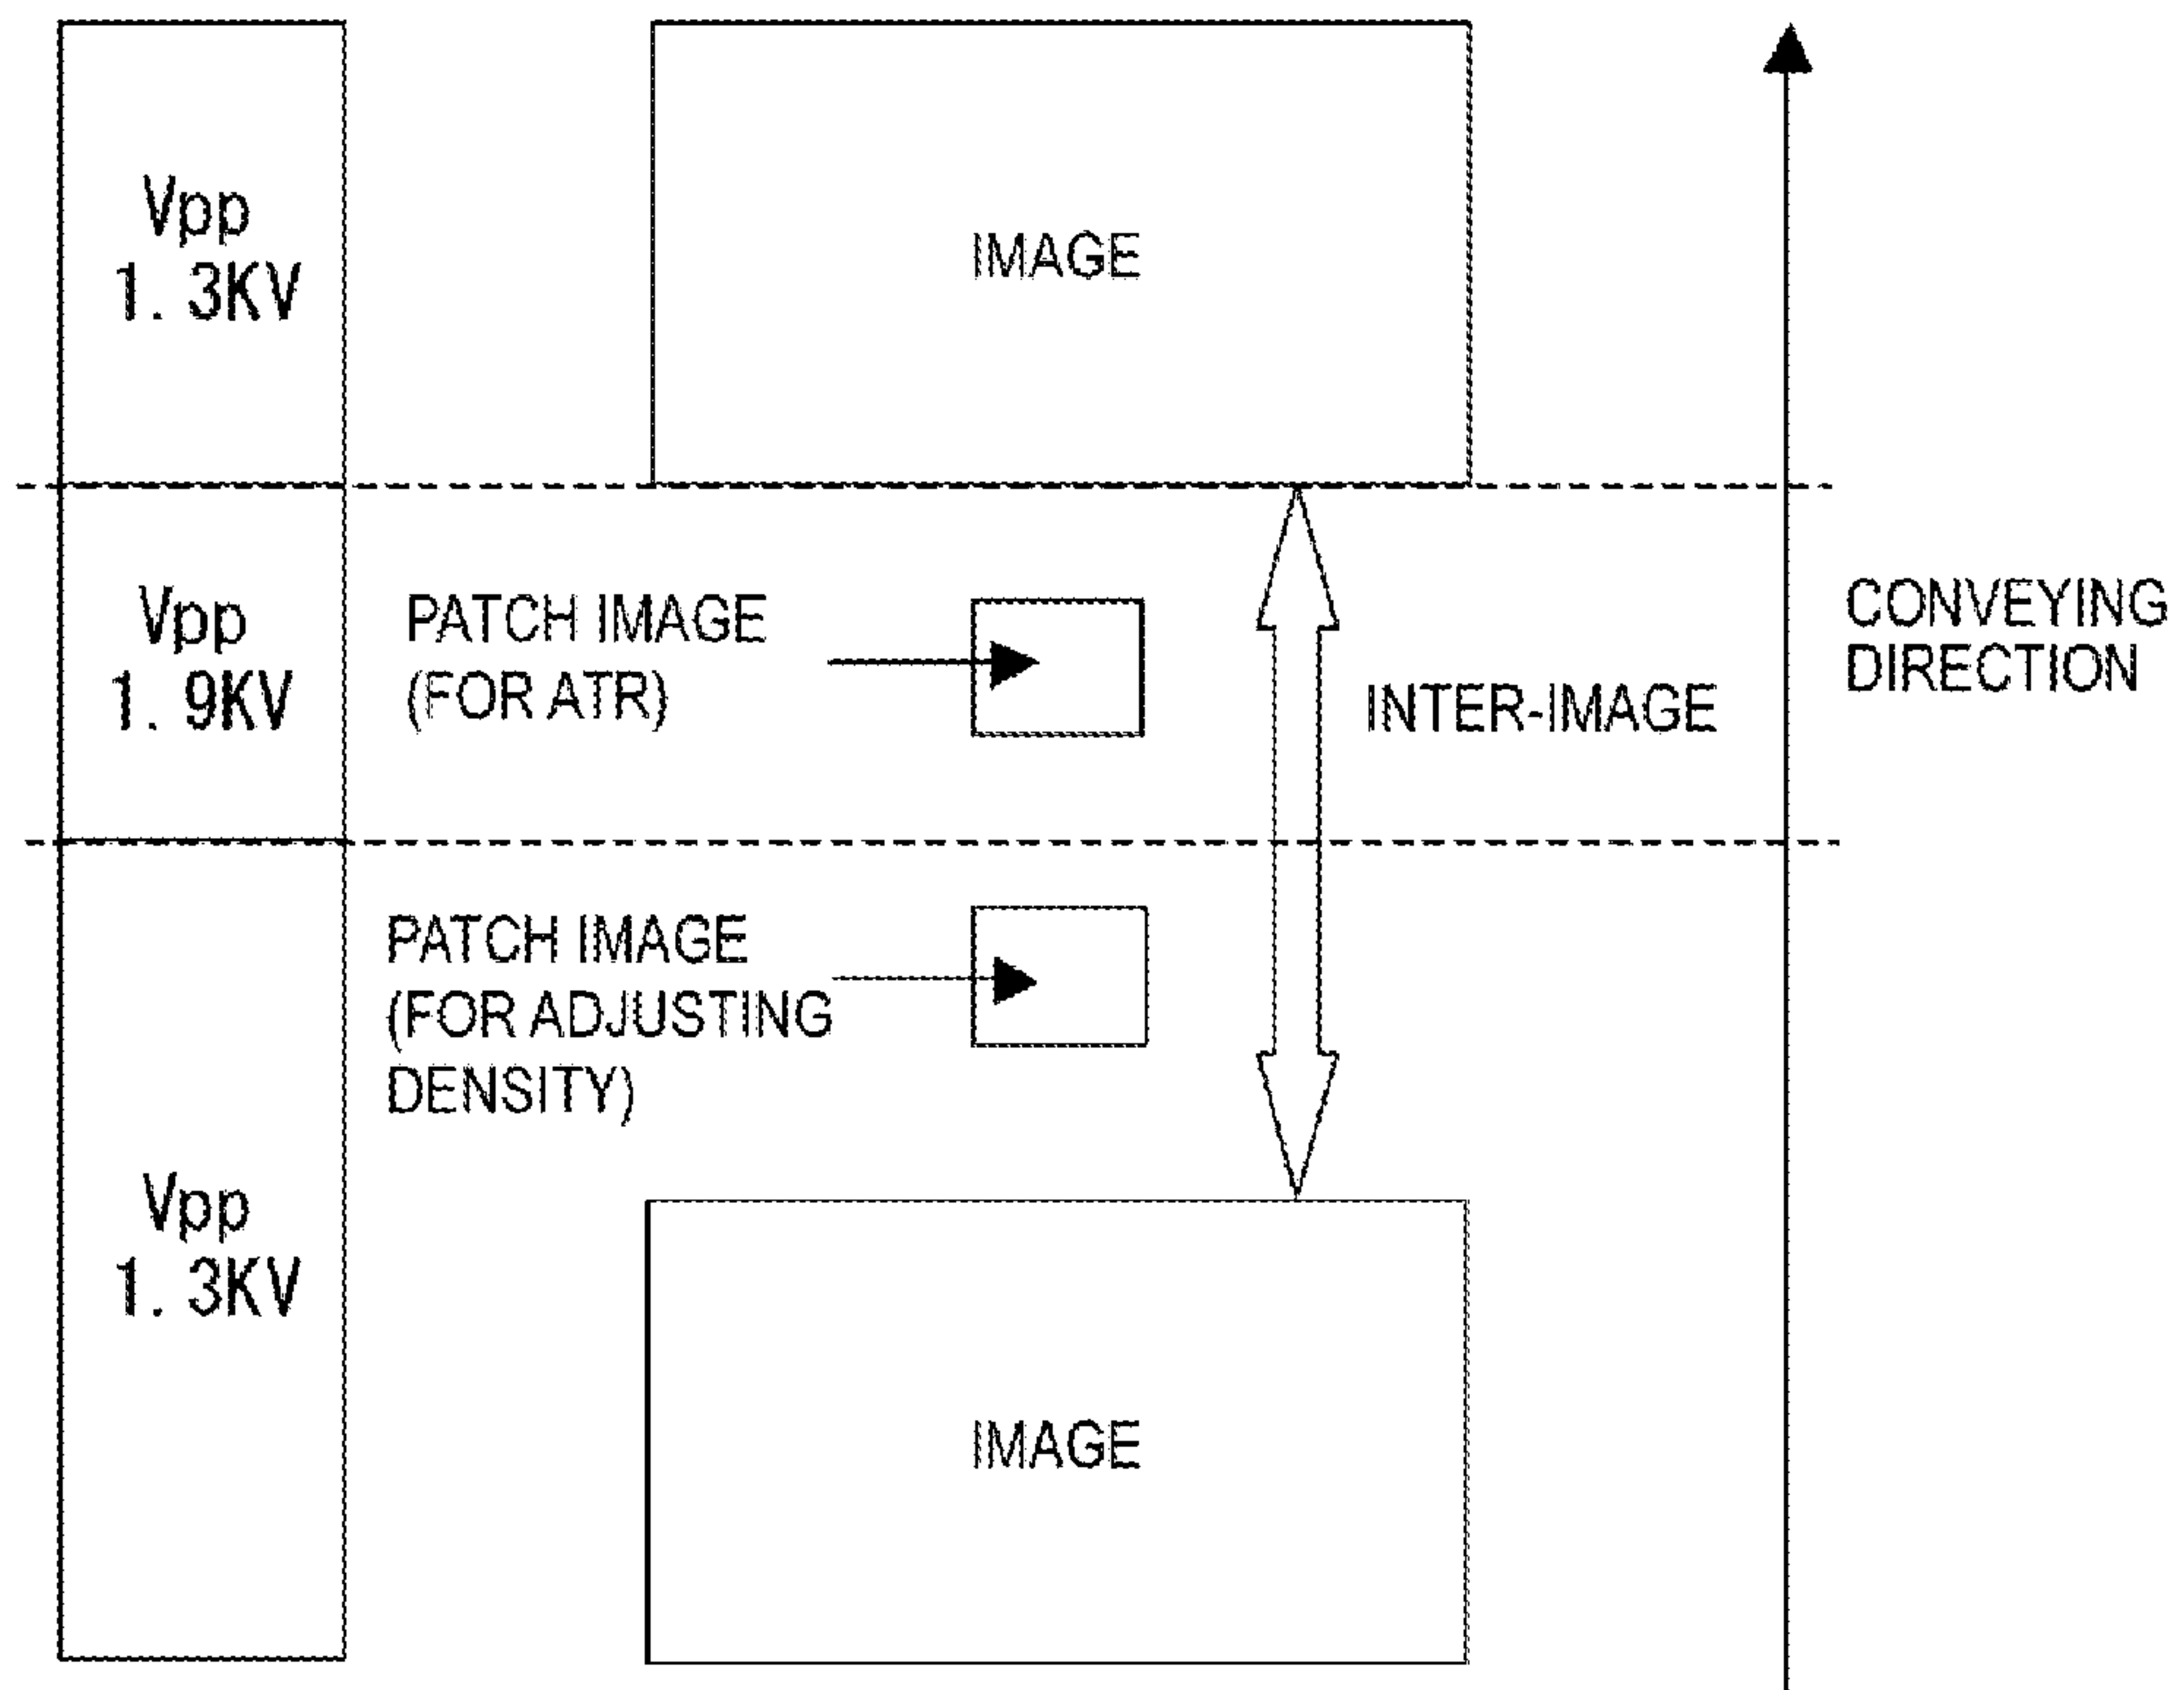 Vpp
1. 3KV
IMAGE
Vpp
1. 9KV
PATCH IMAGE
(FOR ATR)
INTER-IMAGE
CONVEYING
DIRECTION
PATCH IMAGE
(FOR ADJUSTING
DENSITY)
Vpp
1. 3KV
IMAGE